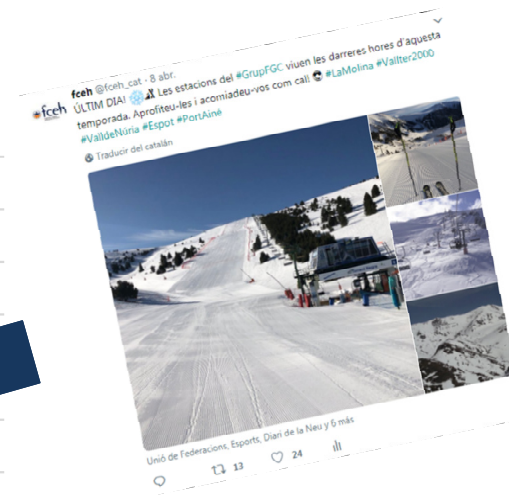 fceh
fceh @fceh_cat · 8 abr.
ÚLTIM DIA! ❄️⛷ Les estacions del #GrupFGC viuen les darreres hores d'aquesta
temporada. Aprofiteu-les i acomiadeu-vos com cal! 😎 #LaMolina #Vallter2000
#ValldeNúria #Espot #PortAiné
Traducir del catalán
Unió de Federacions, Esports, Diari de la Neu y 6 más
13 24